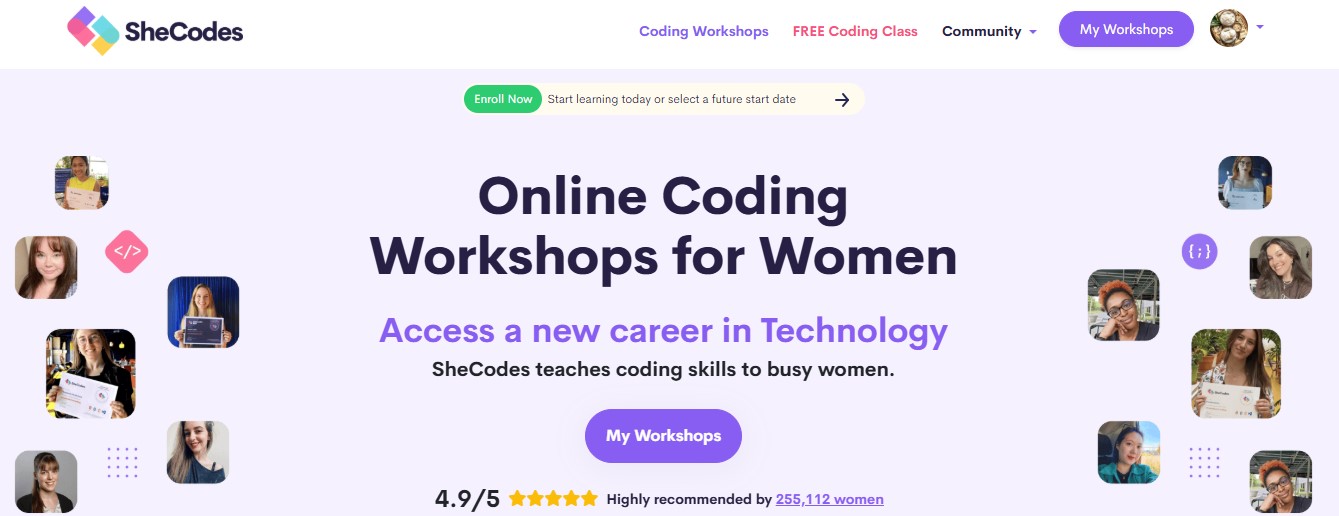 SheCodes
Coding Workshops
FREE Coding Class
Community
My Workshops
Enroll Now
Start learning today or select a future start date
</>
{ ; }
Online Coding
Workshops for Women
Access a new career in Technology
SheCodes teaches coding skills to busy women.
My Workshops
4.9/5
Highly recommended by 255,112 women